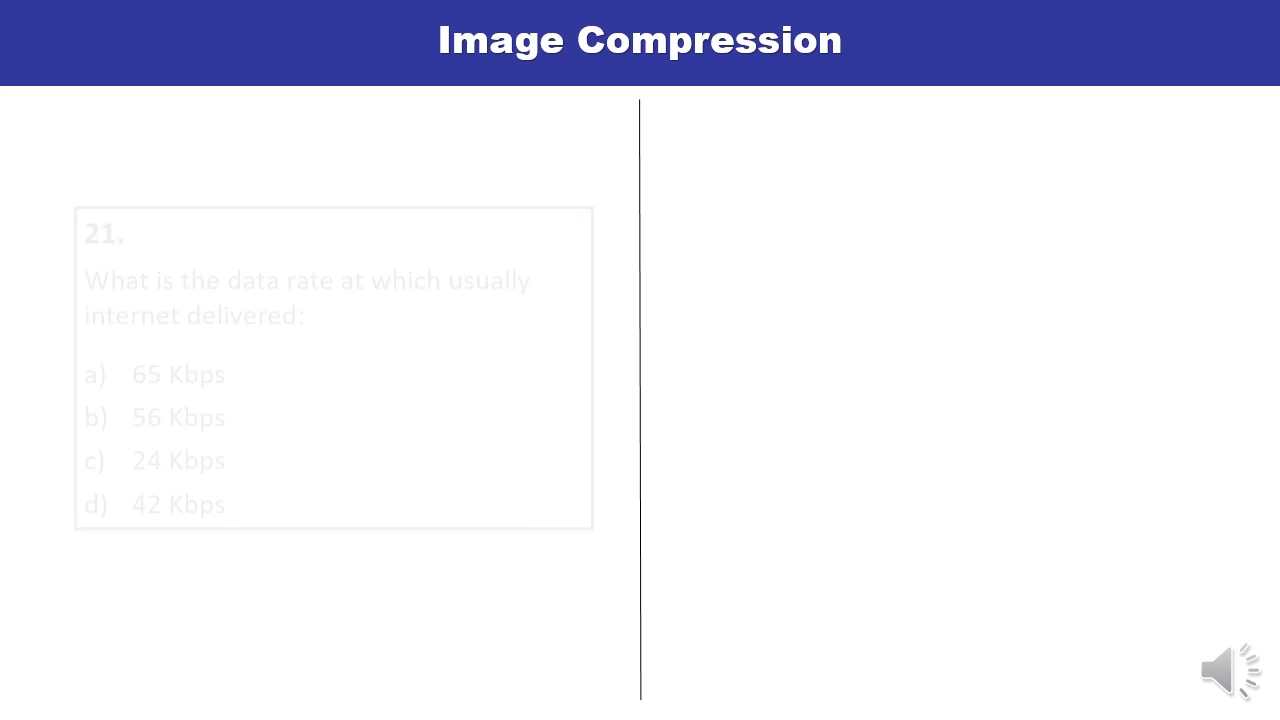 Image Compression
21.
What is the data rate at which usually
internet delivered:
a) 65 Kbps
b) 56 Kbps
c) 24 Kbps
d) 42 Kbps